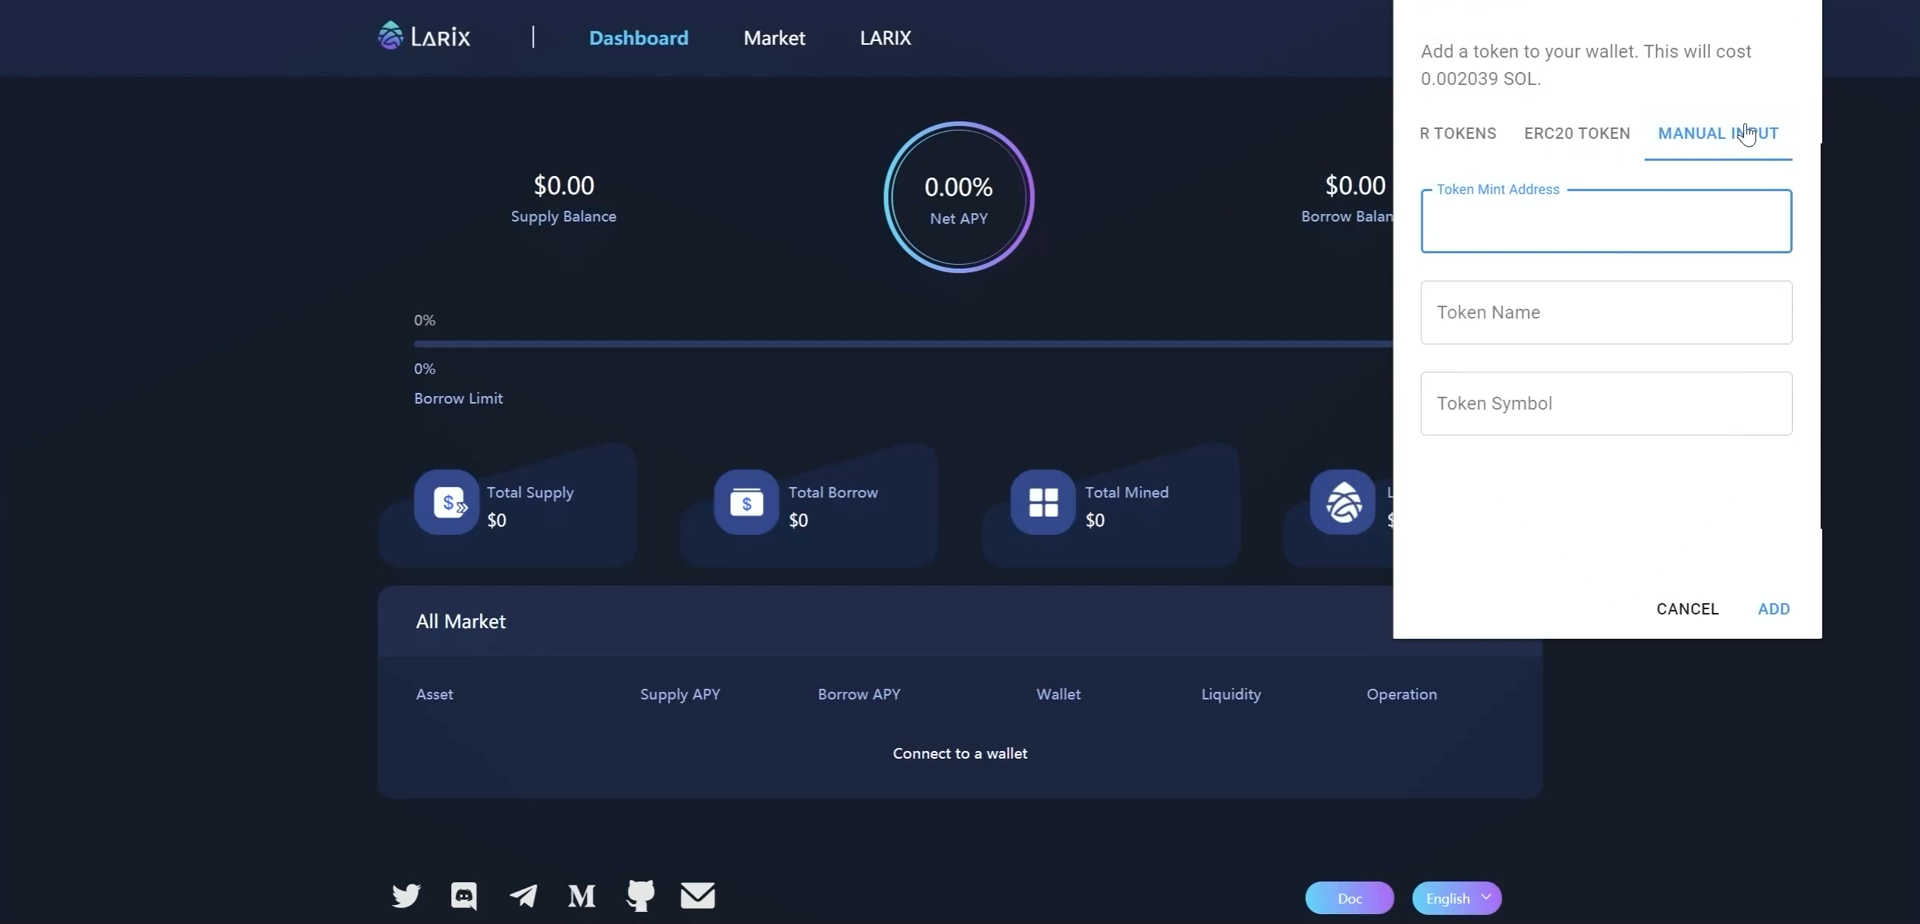 LARIX
Dashboard
Market
LARIX
$0.00
Supply Balance
0.00%
Net APY
$0.00
Borrow Balan
0%
0%
Borrow Limit
Total Supply
$0
Total Borrow
$0
Total Mined
$0
L
$
All Market
Asset
Supply APY
Borrow APY
Wallet
Liquidity
Operation
Connect to a wallet
Doc
English
Add a token to your wallet. This will cost
0.002039 SOL.
R TOKENS
ERC20 TOKEN
MANUAL INPUT
Token Mint Address
Token Name
Token Symbol
CANCEL
ADD